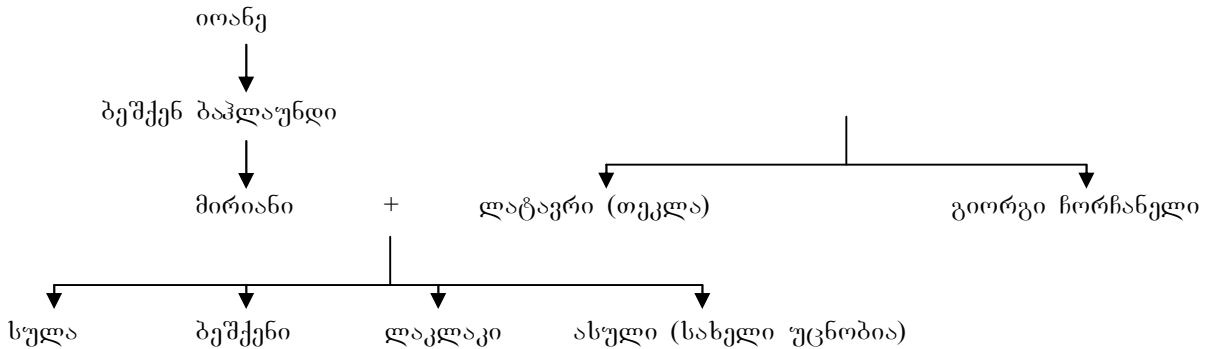 იოანე
ბეშქენ ბაჰლაუნდი
მირიანი + ლატავრი (თეკლა) გიორგი ჩორჩანელი
სულა ბეშქენი ლაკლაკი ასული (სახელი უცნობია)